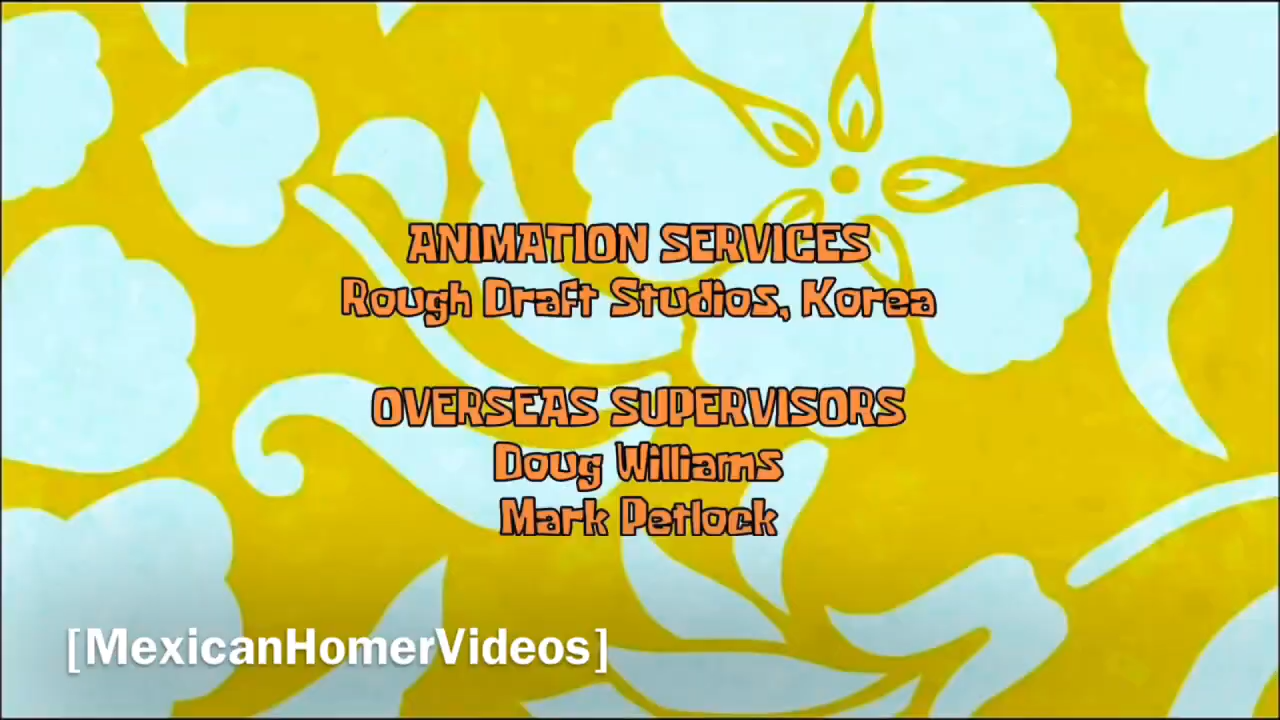 ANIMATION SERVICES
Rough Draft Studios, Korea
OVERSEAS SUPERVISORS
Doug Williams
Mark Petlock
[MexicanHomerVideos]